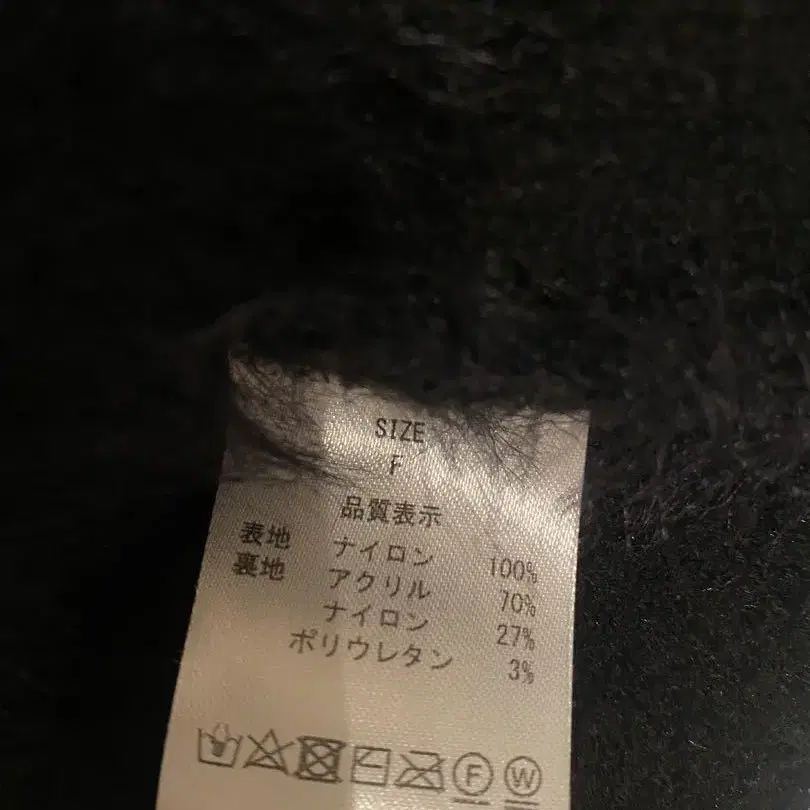 SIZE
F
品質表示
表地 ナイロン 100%
裏地 アクリル 70%
ナイロン 27%
ポリウレタン 3%
F W